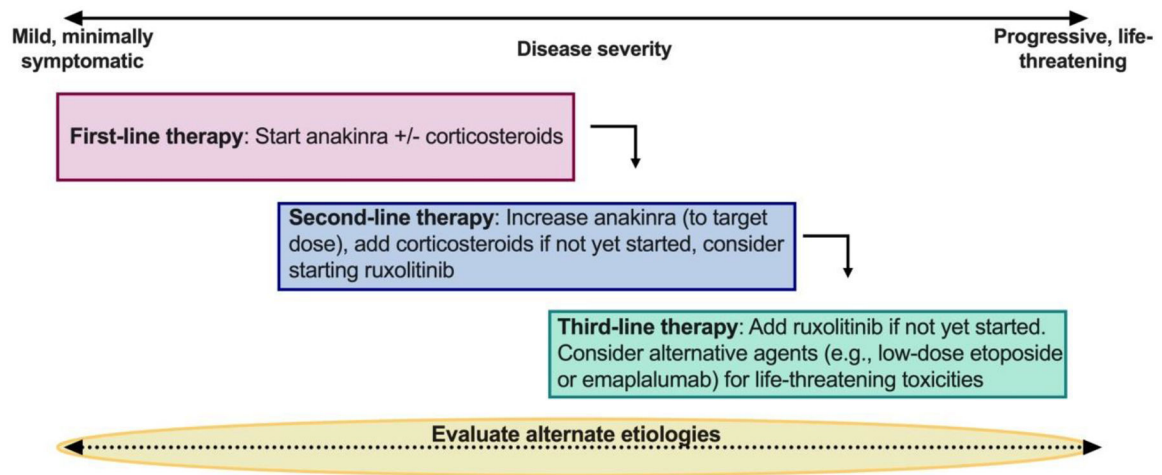 Mild, minimally
symptomatic
Disease severity
Progressive, life-
threatening
First-line therapy: Start anakinra +/- corticosteroids
Second-line therapy: Increase anakinra (to target
dose), add corticosteroids if not yet started, consider
starting ruxolitinib
Third-line therapy: Add ruxolitinib if not yet started.
Consider alternative agents (e.g., low-dose etoposide
or emaplalumab) for life-threatening toxicities
Evaluate alternate etiologies